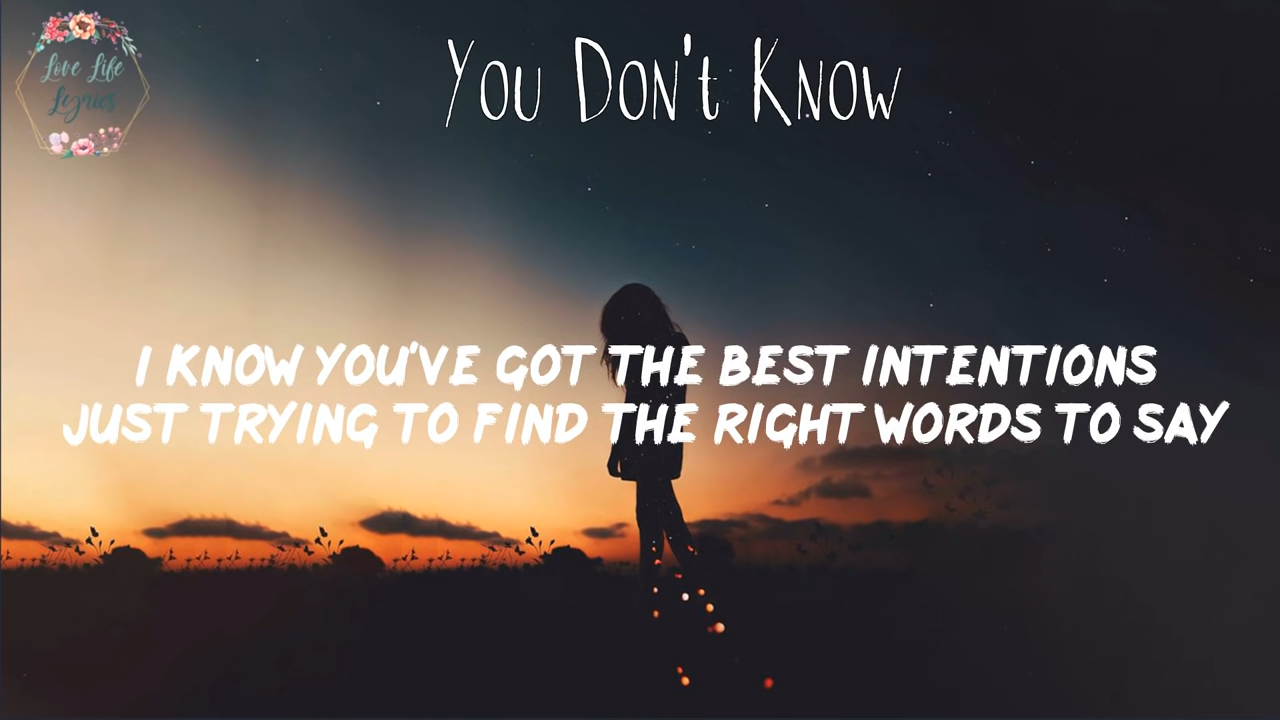 Love Life
Lyrics
You Don't Know
I KNOW YOU'VE GOT THE BEST INTENTIONS
JUST TRYING TO FIND THE RIGHT WORDS TO SAY